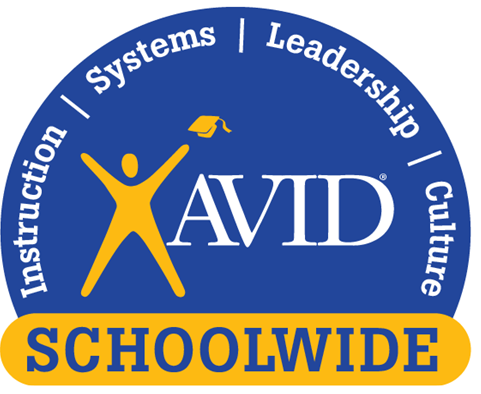 Instruction | Systems | Leadership | Culture
AVID®
SCHOOLWIDE